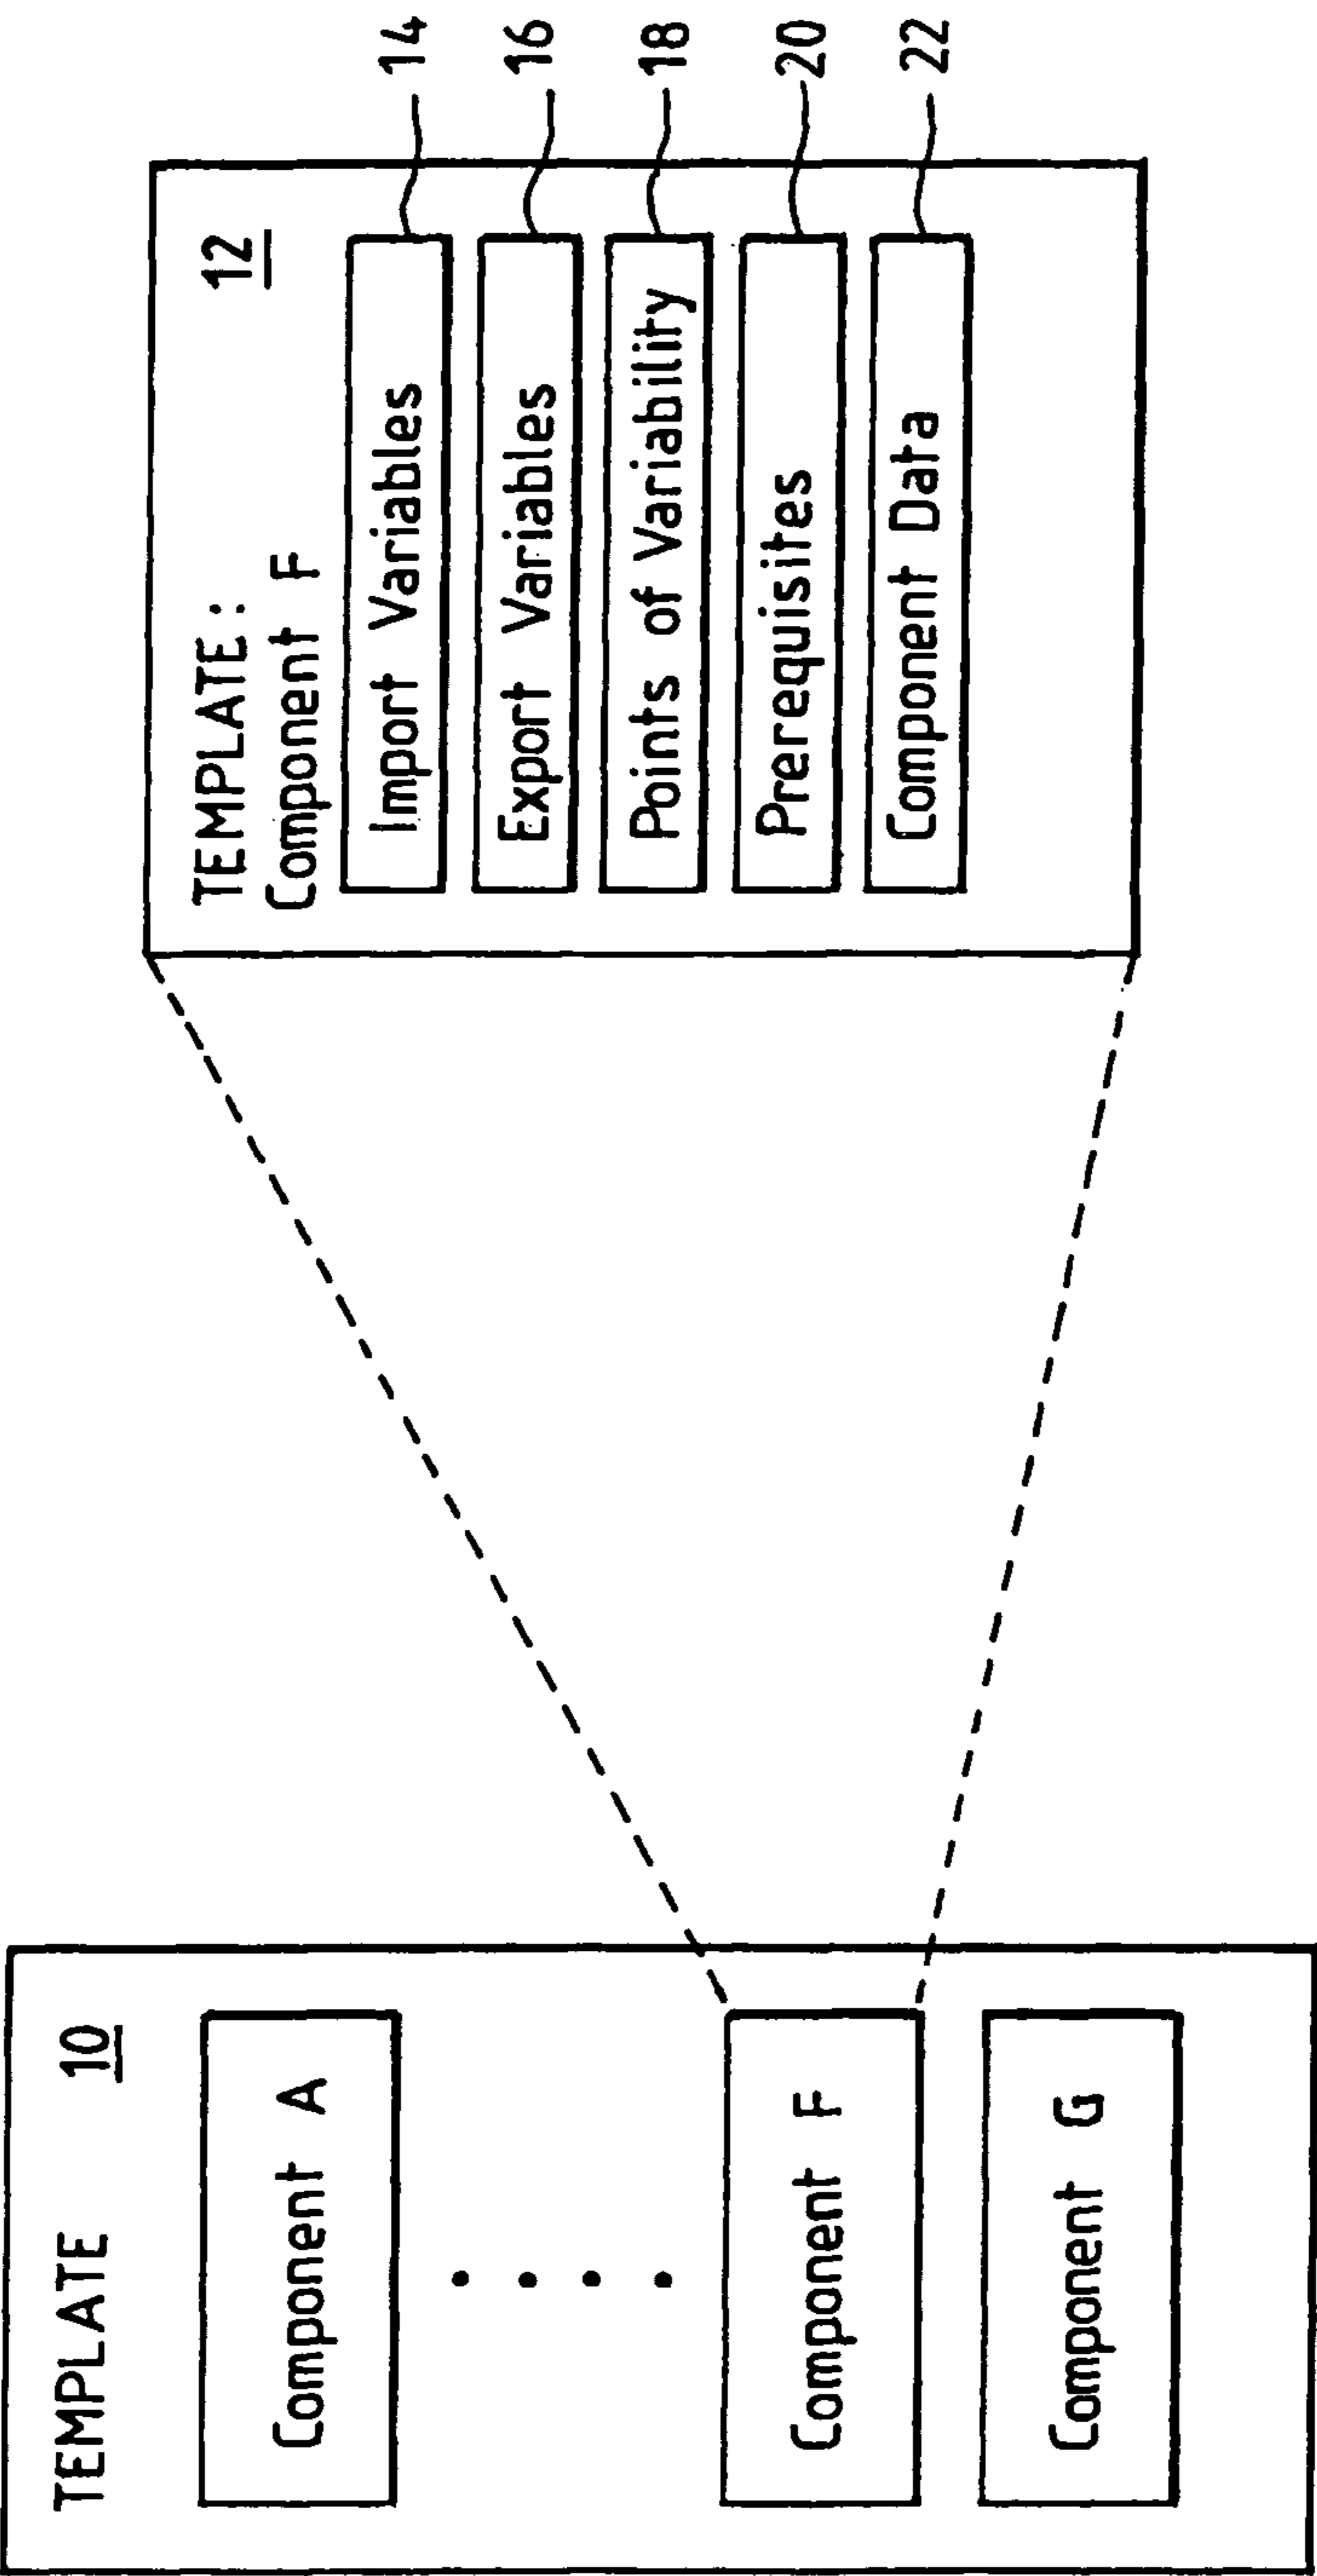 TEMPLATE 10
Component A
Component F
Component G
TEMPLATE: 12
Component F
Import Variables
14
Export Variables
16
Points of Variability
18
Prerequisites
20
Component Data
22